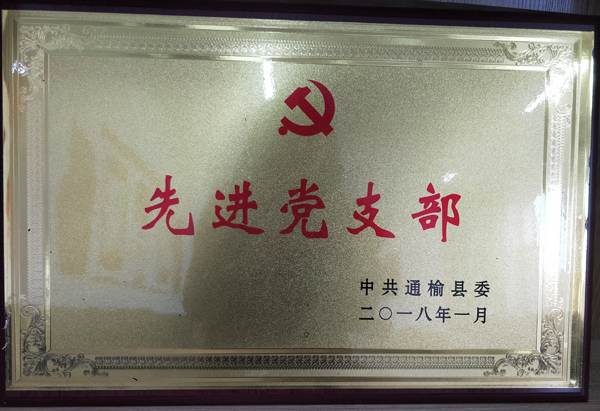 先进党支部
中共通榆县委
二〇一八年一月